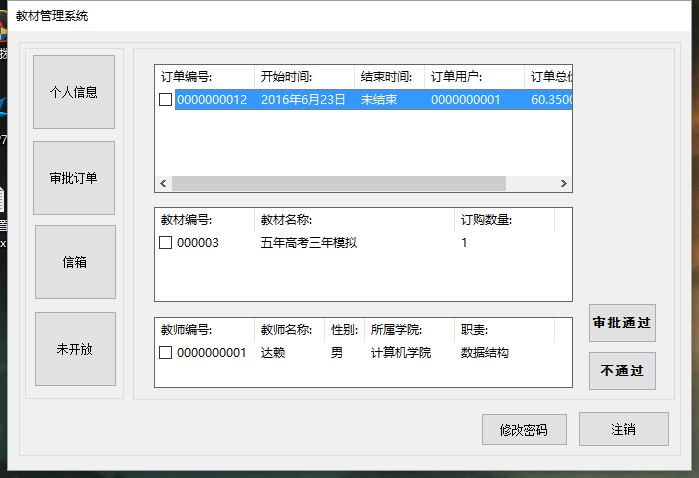 教材管理系统
个人信息
审批订单
信箱
未开放
订单编号: 开始时间: 结束时间: 订单用户: 订单总价
0000000012 2016年6月23日 未结束 0000000001 60.3500
教材编号: 教材名称: 订购数量:
000003 五年高考三年模拟 1
教师编号: 教师名称: 性别: 所属学院: 职责:
0000000001 达赖 男 计算机学院 数据结构
审批通过
不通过
修改密码
注销